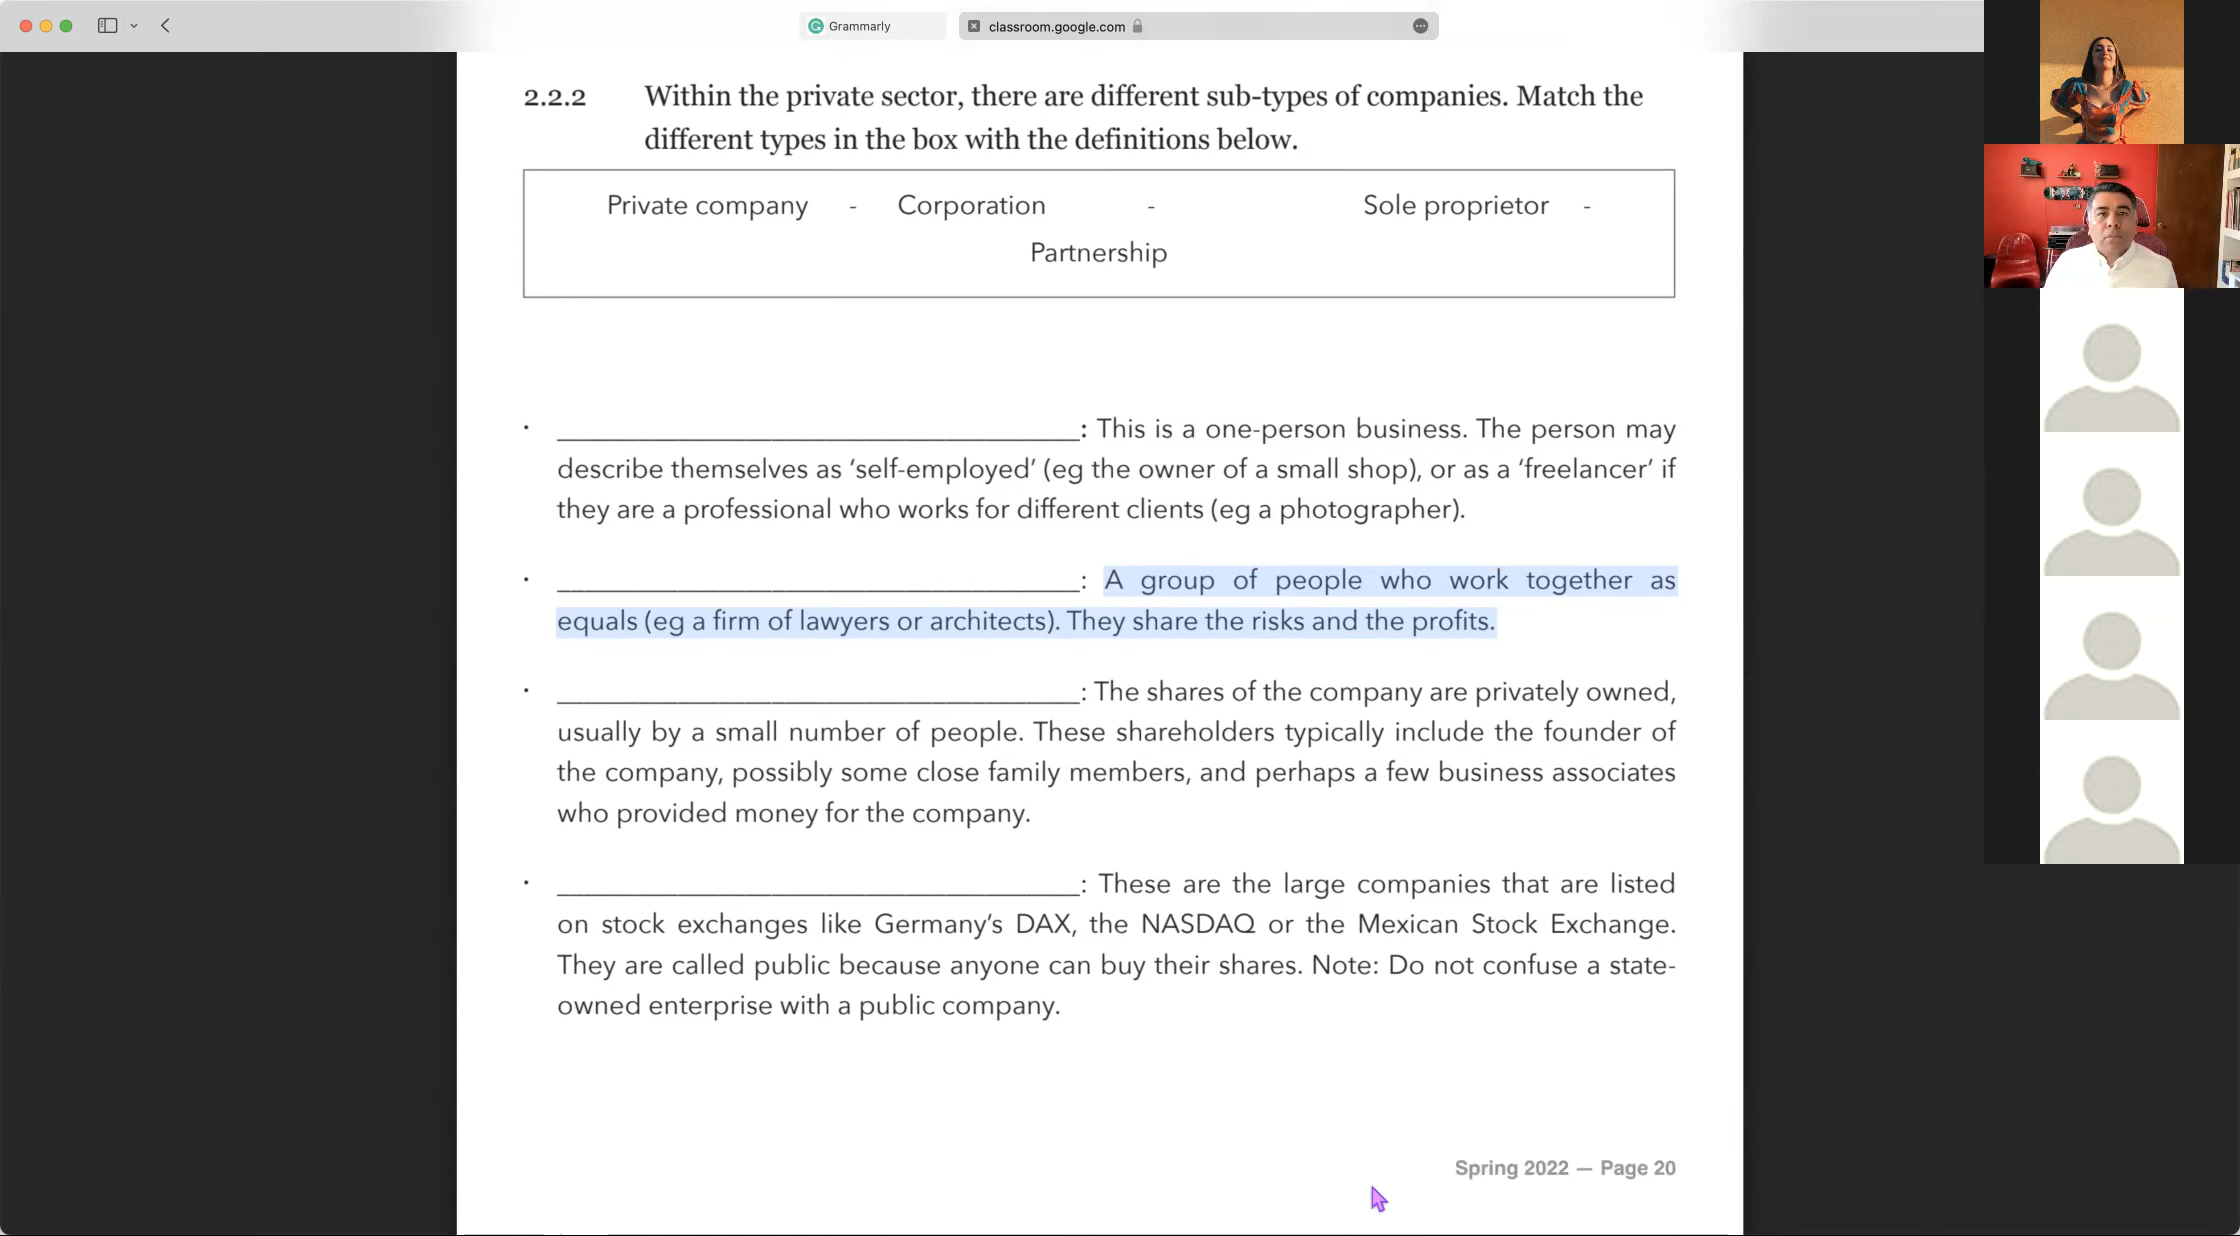 Grammarly
classroom.google.com
2.2.2 Within the private sector, there are different sub-types of companies. Match the
different types in the box with the definitions below.
Private company - Corporation - Sole proprietor -
Partnership
· ______________________________________: This is a one-person business. The person may
describe themselves as ‘self-employed’ (eg the owner of a small shop), or as a ‘freelancer’ if
they are a professional who works for different clients (eg a photographer).
· ______________________________________: A group of people who work together as
equals (eg a firm of lawyers or architects). They share the risks and the profits.
· ______________________________________: The shares of the company are privately owned,
usually by a small number of people. These shareholders typically include the founder of
the company, possibly some close family members, and perhaps a few business associates
who provided money for the company.
· ______________________________________: These are the large companies that are listed
on stock exchanges like Germany’s DAX, the NASDAQ or the Mexican Stock Exchange.
They are called public because anyone can buy their shares. Note: Do not confuse a state-
owned enterprise with a public company.
Spring 2022 — Page 20